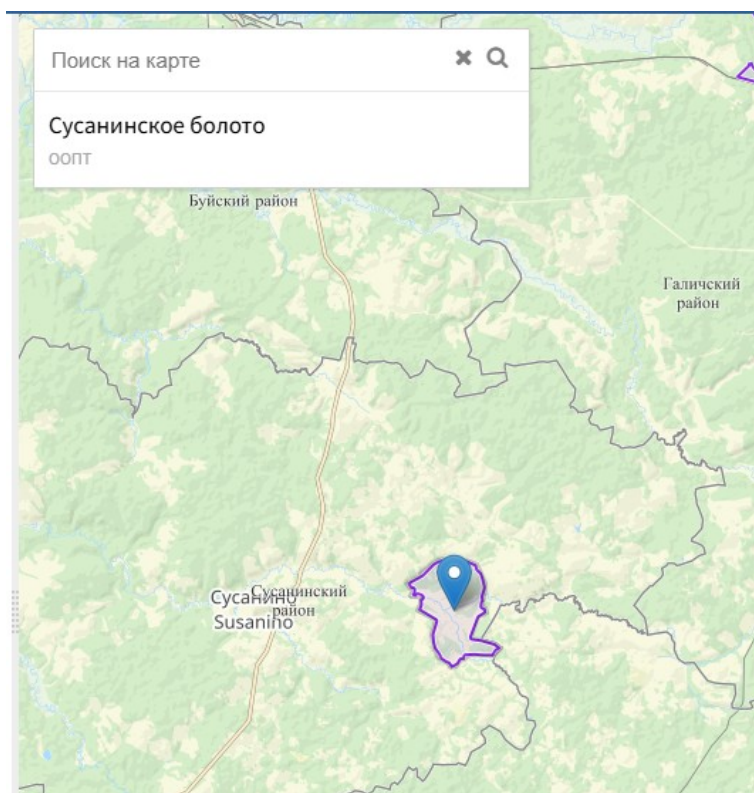 Поиск на карте
Сусанинское болото
ООПТ
Буйский район
Галичский
район
Сусанино
Susanino
Сусанинский
район